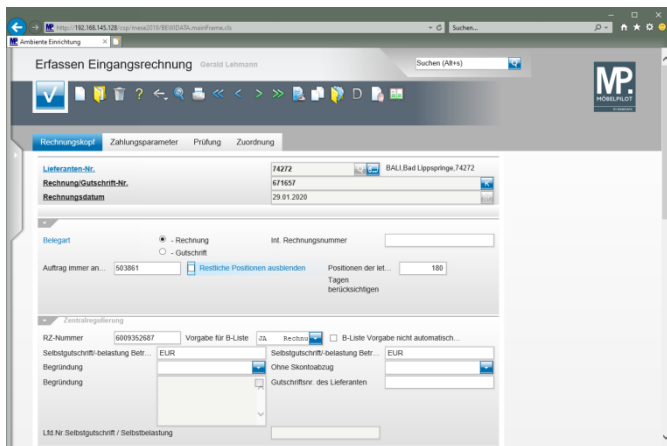 http://192.168.145.128/csp/mese2019/BEWIDATA.mainFrame.cls
Suchen...
Ambiente Einrichtung
Erfassen Eingangsrechnung Gerald Lehmann
Suchen (Alt+s)
MP.
MÖBELPILOT
Rechnungskopf Zahlungsparameter Prüfung Zuordnung
Lieferanten-Nr. 74272 BALI,Bad Lippspringe,74272
Rechnung/Gutschrift-Nr. 671657
Rechnungsdatum 29.01.2020
Belegart - Rechnung Int. Rechnungsnummer
- Gutschrift
Auftrag immer an... 503861 Restliche Positionen ausblenden Positionen der let... 180
Tagen
berücksichtigen
Zentralregulierung
RZ-Nummer 6009352687 Vorgabe für B-Liste JA Rechnu B-Liste Vorgabe nicht automatisch...
Selbstgutschrift/-belastung Betr... EUR Selbstgutschrift/-belastung Betr... EUR
Begründung Ohne Skontoabzug
Begründung Gutschriftsnr. des Lieferanten
Lfd.Nr.Selbstgutschrift / Selbstbelastung